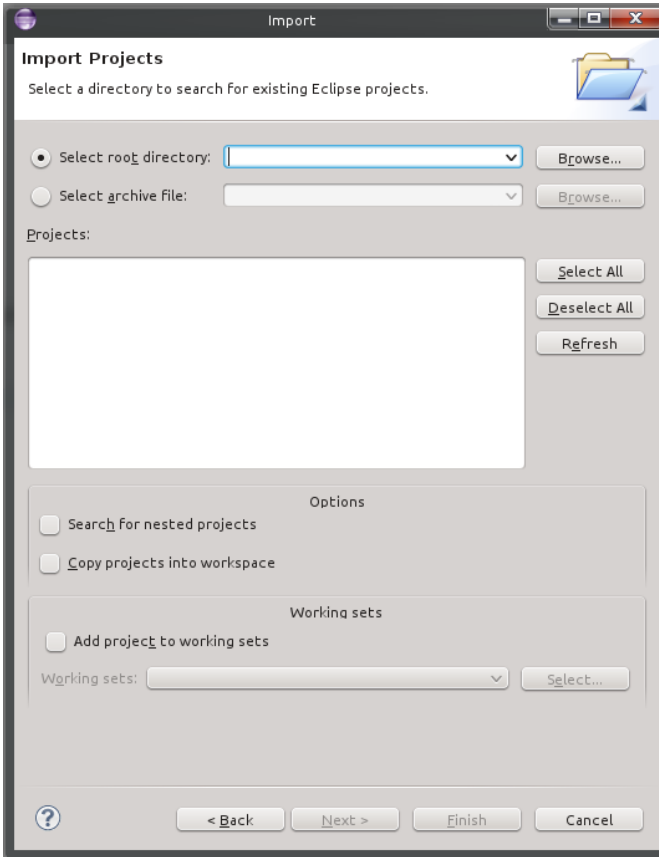 Import
Import Projects
Select a directory to search for existing Eclipse projects.
Select root directory: Browse...
Select archive file: Browse...
Projects:
Select All
Deselect All
Refresh
Options
Search for nested projects
Copy projects into workspace
Working sets
Add project to working sets
Working sets: Select...
? < Back Next > Finish Cancel